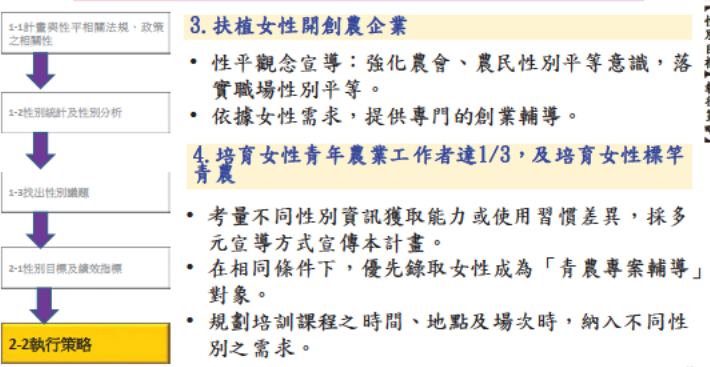 1-1計畫與性平相關法規、政策
之相關性
1-2性別統計及性別分析
1-3找出性別議題
2-1性別目標及績效指標
2-2執行策略
3.扶植女性開創農企業
• 性平觀念宣導：強化農會、農民性別平等意識，落
實職場性別平等。
• 依據女性需求，提供專門的創業輔導。
4.培育女性青年農業工作者達1/3，及培育女性標竿
青農
• 考量不同性別資訊獲取能力或使用習慣差異，採多
元宣導方式宣傳本計畫。
• 在相同條件下，優先錄取女性成為「青農專案輔導」
對象。
• 規劃培訓課程之時間、地點及場次時，納入不同性
別之需求。